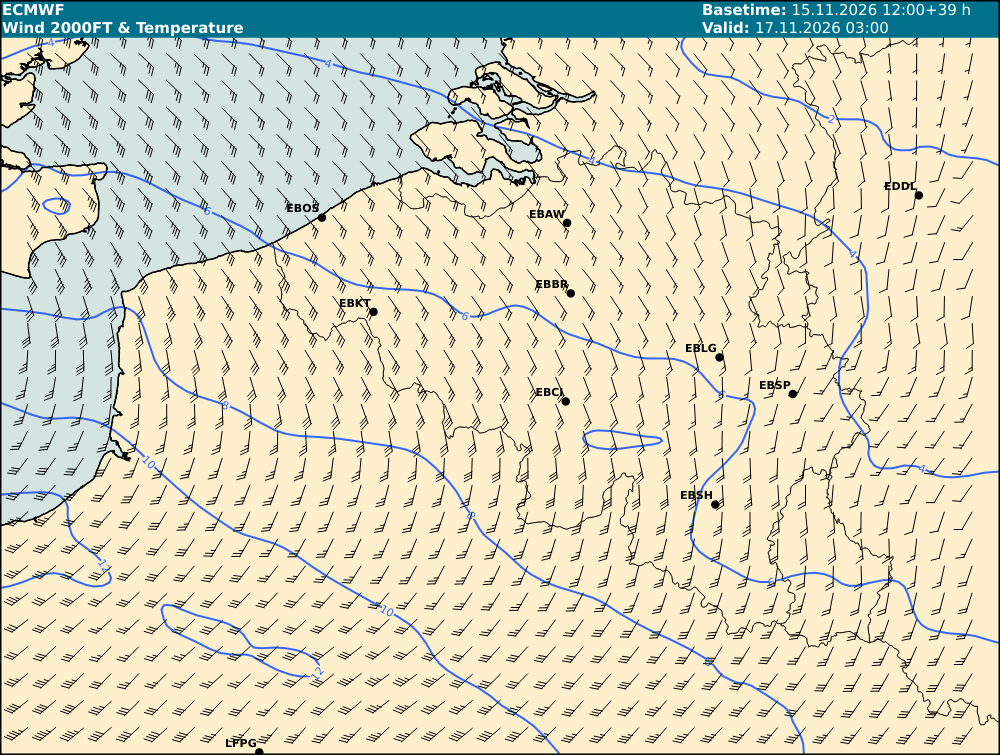 ECMWF
Basetime: 15.11.2026 12:00+39 h
Wind 2000FT & Temperature
Valid: 17.11.2026 03:00
4
4
2
4
EDDL
6
EBOS
EBAW
4
EBBR
EBKT
6
EBLG
EBSP
EBCI
8
10
4
EBSH
8
12
6
10
8
12
LFPG